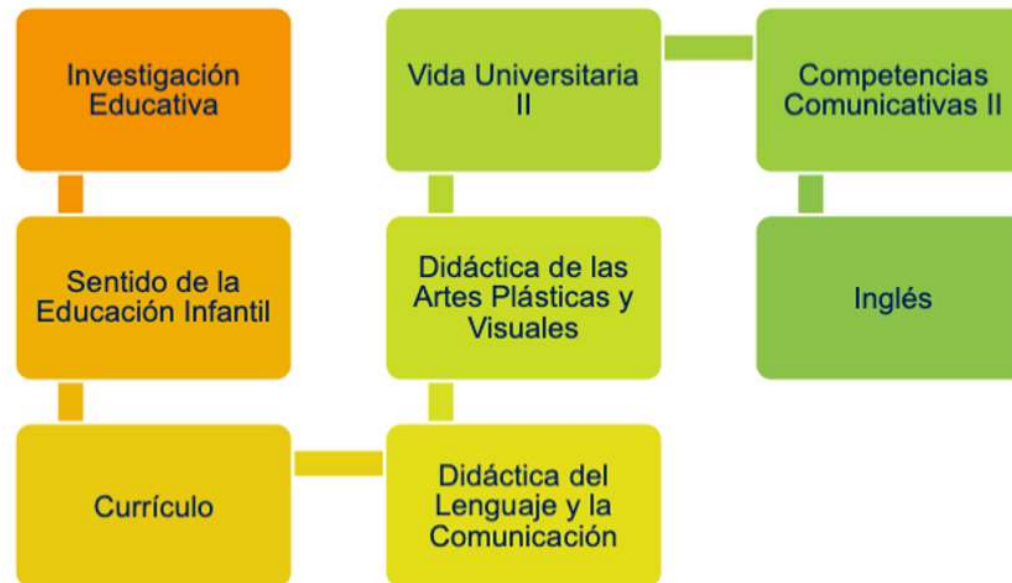 Investigación
Educativa
Sentido de la
Educación Infantil
Currículo
Didáctica del
Lenguaje y la
Comunicación
Didáctica de las
Artes Plásticas y
Visuales
Vida Universitaria
II
Competencias
Comunicativas II
Inglés